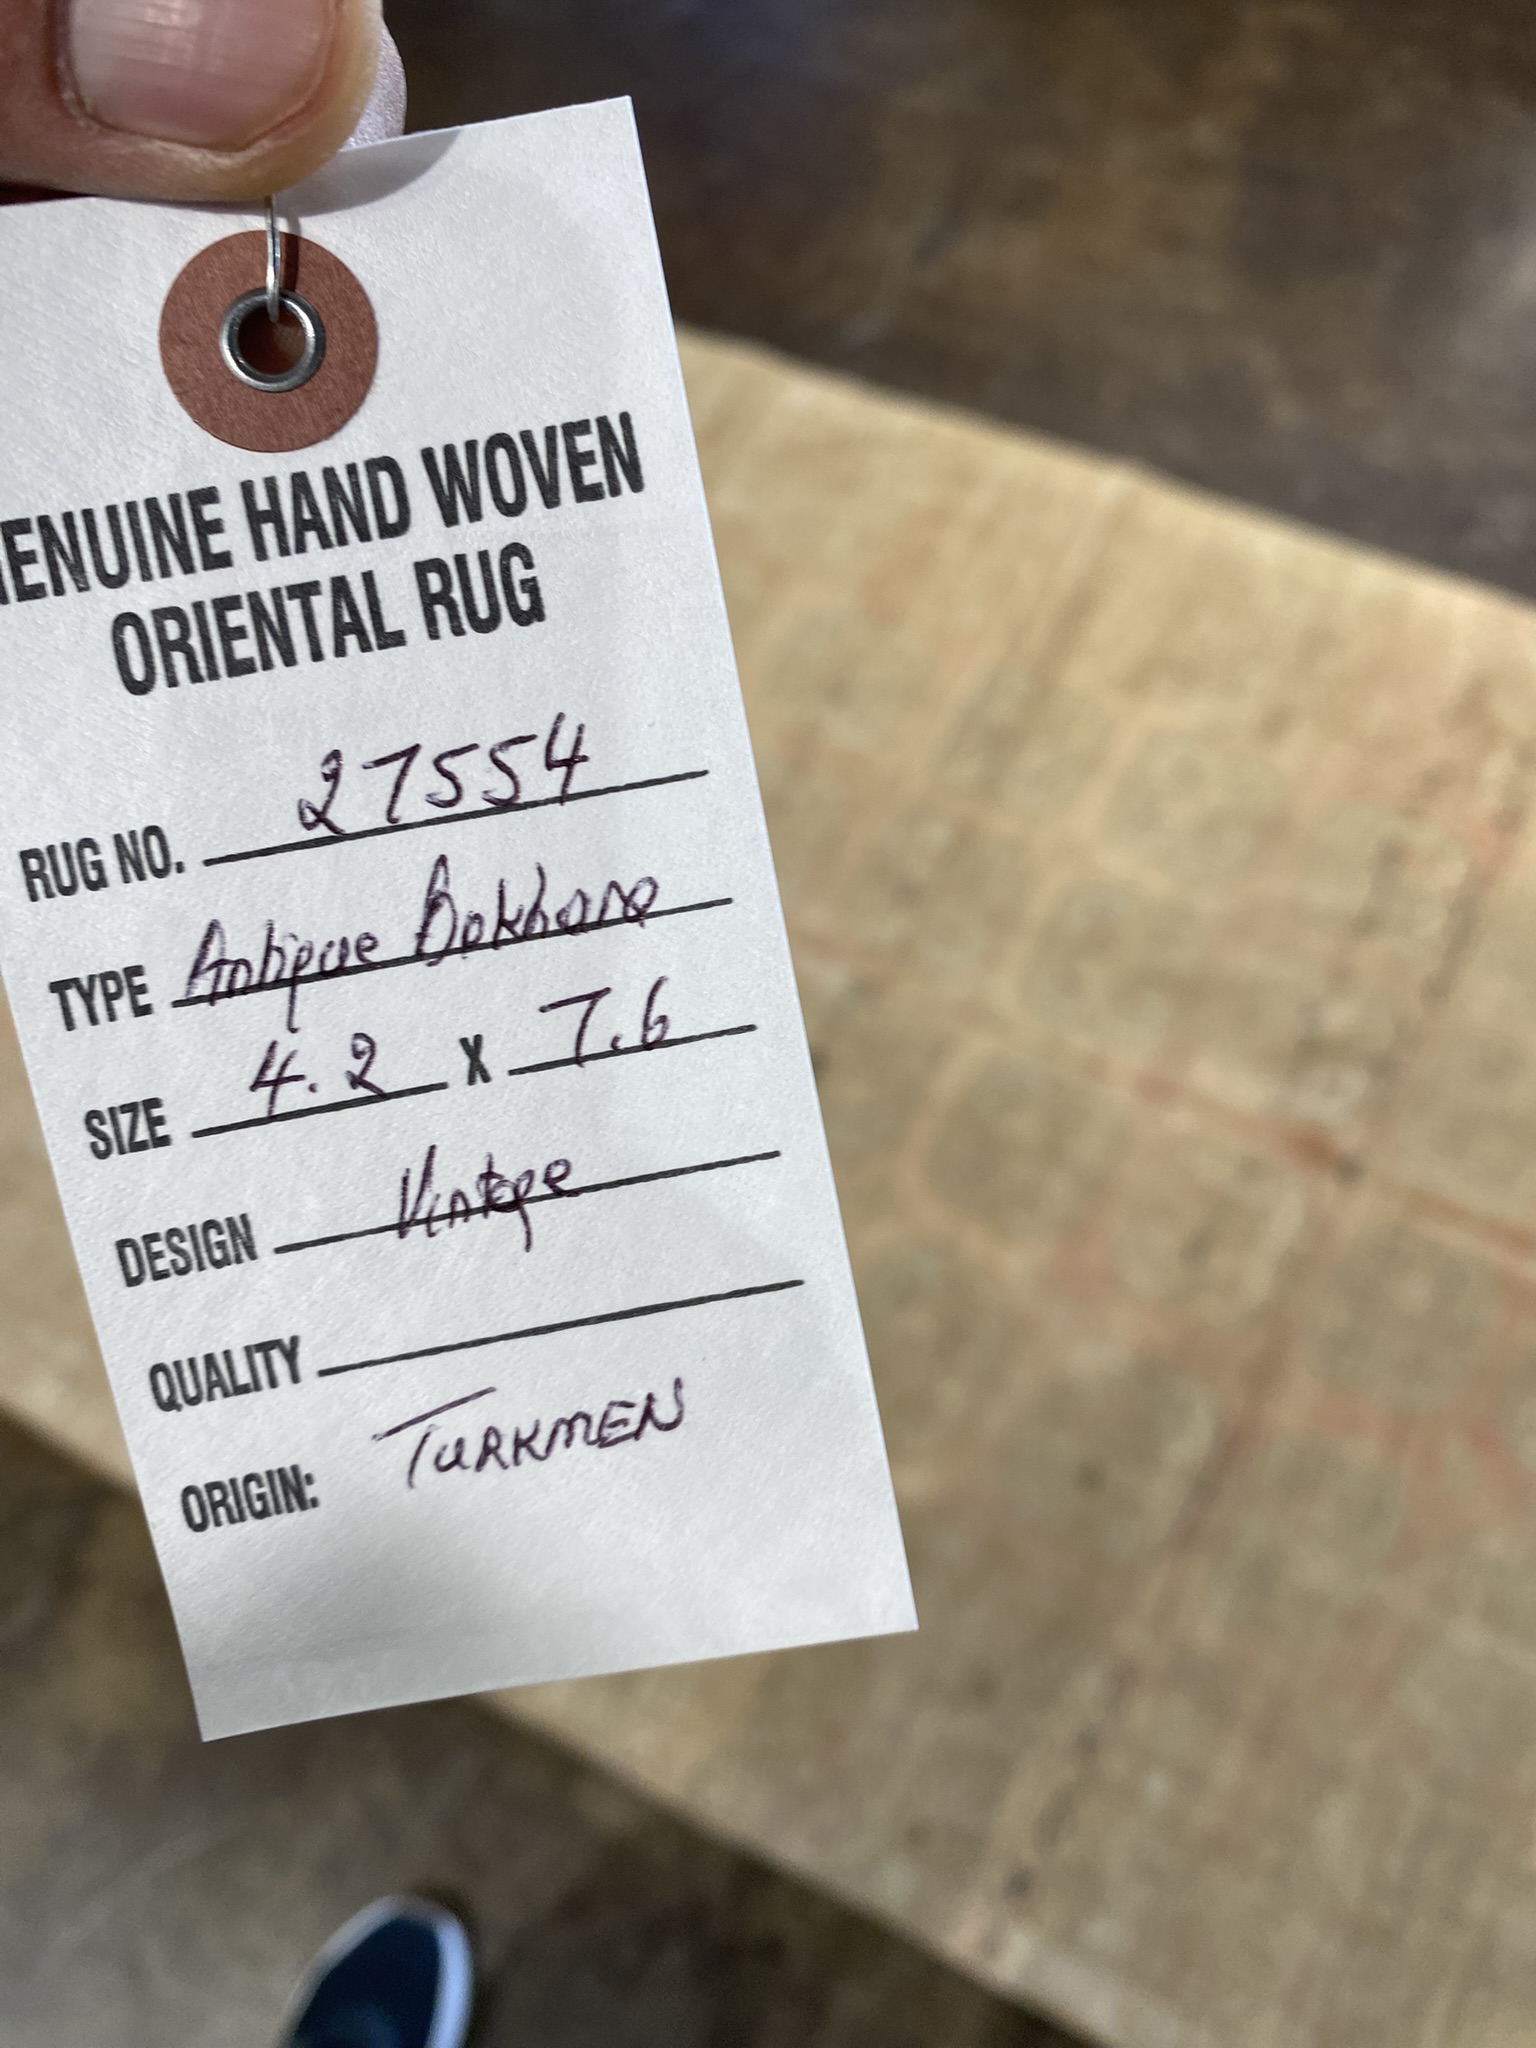 ENUINE HAND WOVEN
ORIENTAL RUG
RUG NO. 27554
TYPE Antique Bokhara
SIZE 4.2 X 7.6
DESIGN Vintage
QUALITY
ORIGIN: TURKMEN